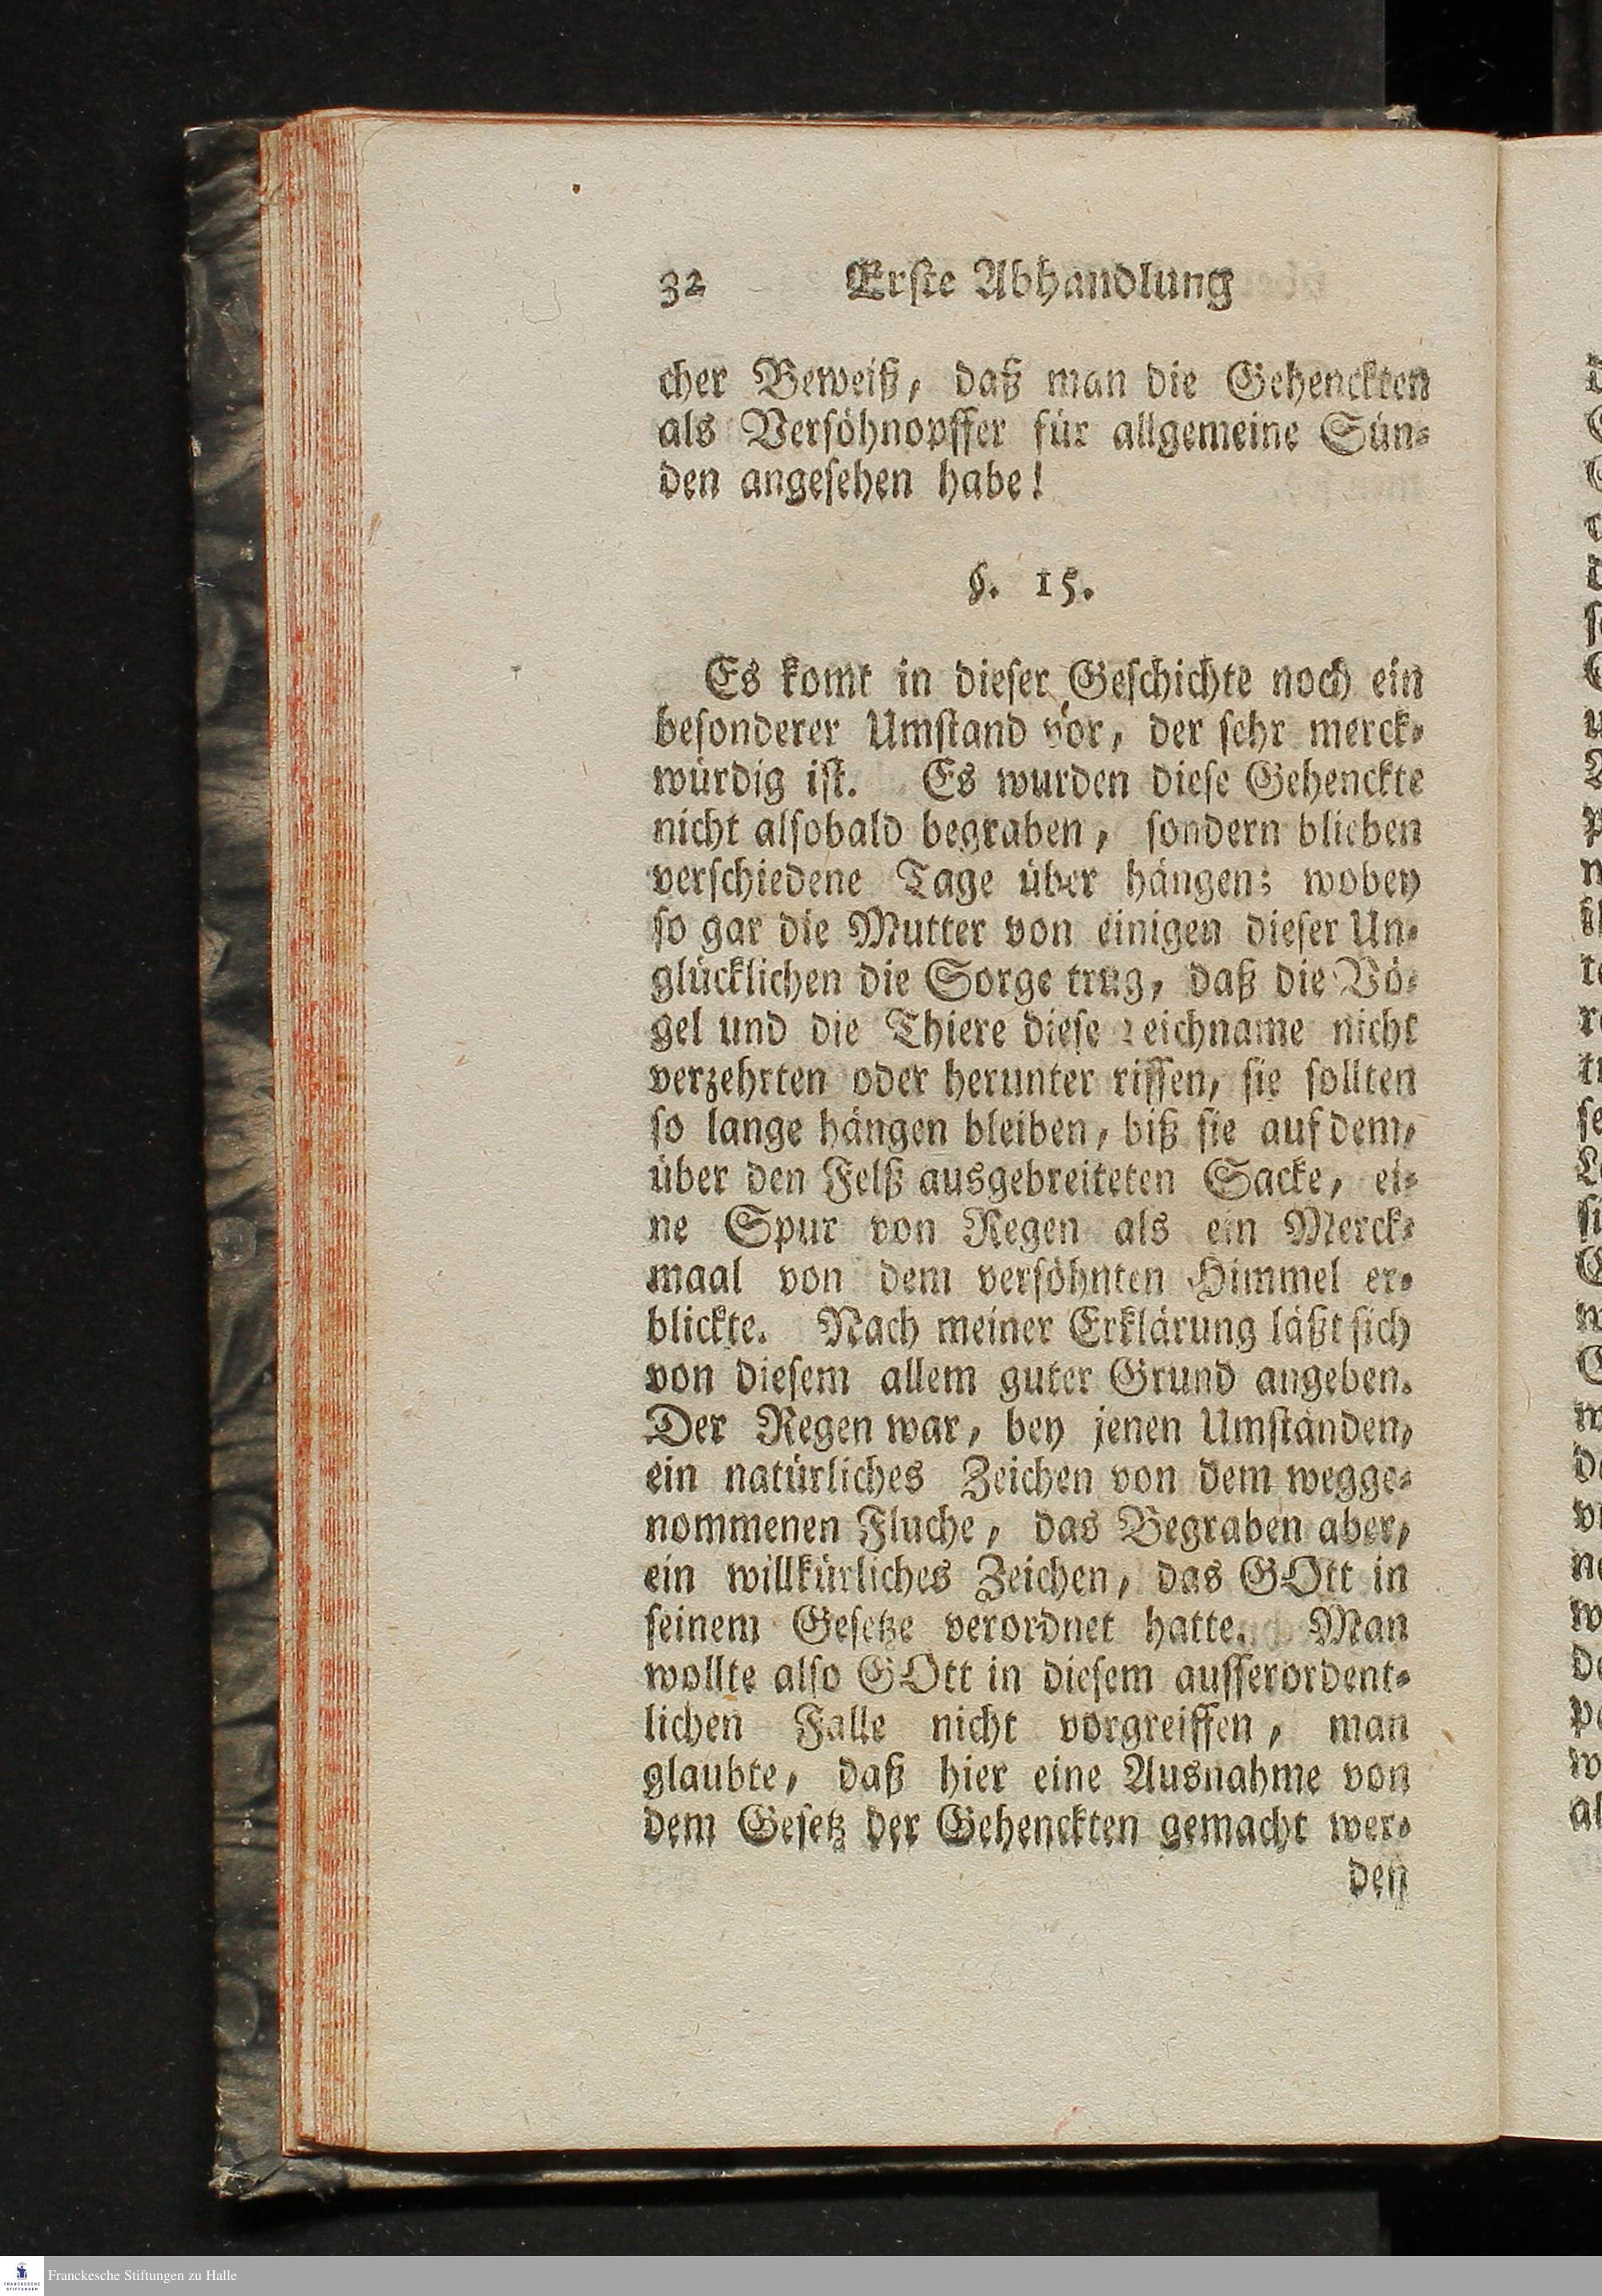 32 Erste Abhandlung
cher Beweiß, daß man die Gehenckten
als Versöhnopffer für allgemeine Sün-
den angesehen habe!
§. 15.
Es komt in dieser Geschichte noch ein
besonderer Umstand vor, der sehr merck-
würdig ist. Es wurden diese Gehenckte
nicht alsobald begraben, sondern blieben
verschiedene Tage über hängen; wobey
so gar die Mutter von einigen dieser Un-
glücklichen die Sorge trug, daß die Vö-
gel und die Thiere diese Leichname nicht
verzehrten oder herunter rissen, sie sollten
so lange hängen bleiben, biß sie auf dem,
über den Felß ausgebreiteten Sacke, ei-
ne Spur von Regen als ein Merck-
maal von dem versöhnten Himmel er-
blickte. Nach meiner Erklärung läßt sich
von diesem allem guter Grund angeben.
Der Regen war, bey jenen Umständen,
ein natürliches Zeichen von dem wegge-
nommenen Fluche, das Begraben aber,
ein willkürliches Zeichen, das GOtt in
seinem Gesetze verordnet hatte. Man
wollte also GOtt in diesem ausserordent-
lichen Falle nicht vorgreiffen, man
glaubte, daß hier eine Ausnahme von
dem Gesetz der Gehenckten gemacht wer-
den
Franckesche Stiftungen zu Halle